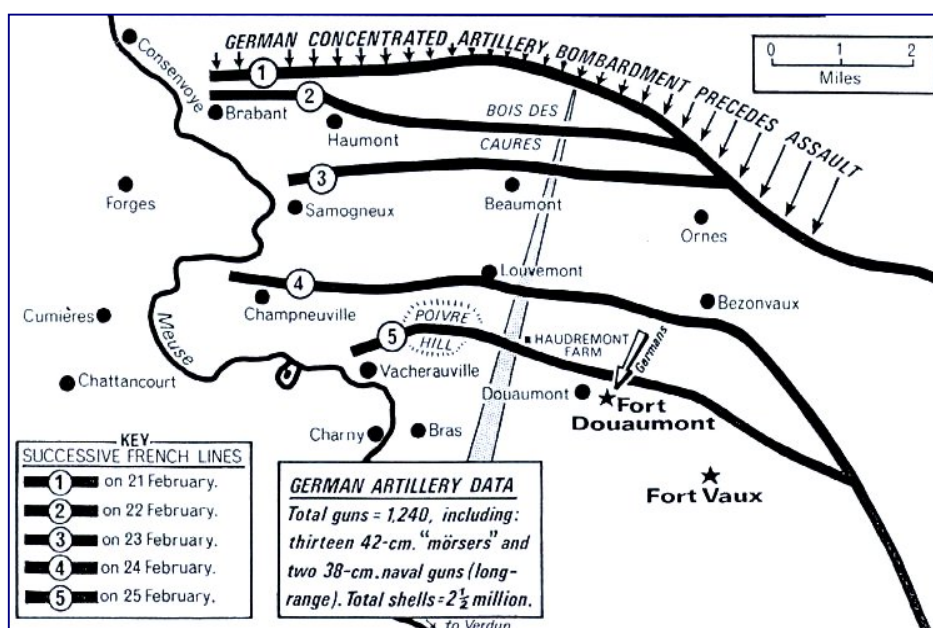 GERMAN CONCENTRATED ARTILLERY BOMBARDMENT PRECEDES ASSAULT
0 1 2
Miles
Consenvoye
1
2
Brabant
Haumont
BOIS DES
CAURES
3
Forges
Samogneux
Beaumont
Ornes
4
Louvemont
Champneuville
Bezonvaux
Cumières
Meuse
5
POIVRE
HILL
HAUDREMONT
FARM
Germans
Chattancourt
Vacherauville
Douaumont
Fort
Douaumont
Charny
Bras
Fort Vaux
KEY
SUCCESSIVE FRENCH LINES
1 on 21 February.
2 on 22 February.
3 on 23 February.
4 on 24 February.
5 on 25 February.
GERMAN ARTILLERY DATA
Total guns = 1,240, including:
thirteen 42-cm. "mörsers" and
two 38-cm. naval guns (long-
range). Total shells = 2½ million.
to Verdun